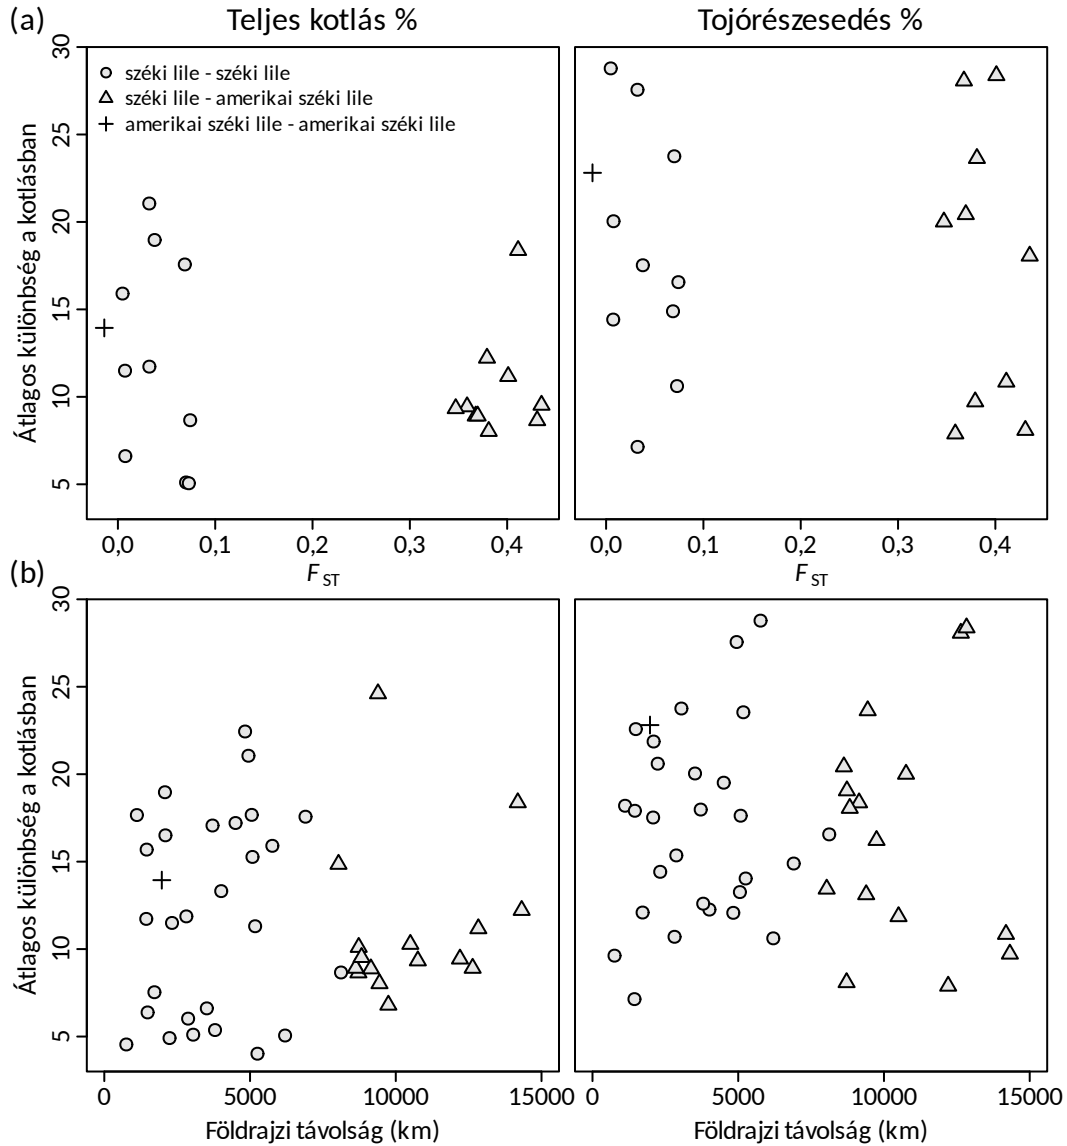 (a) Teljes kotlás % Tojórészesedés %
széki lile - széki lile
széki lile - amerikai széki lile
amerikai széki lile - amerikai széki lile
Átlagos különbség a kotlásban
30
25
20
15
10
5
0,0 0,1 0,2 0,3 0,4 0,0 0,1 0,2 0,3 0,4
F ST F ST
(b)
Átlagos különbség a kotlásban
30
25
20
15
10
5
0 5000 10000 15000 0 5000 10000 15000
Földrajzi távolság (km) Földrajzi távolság (km)